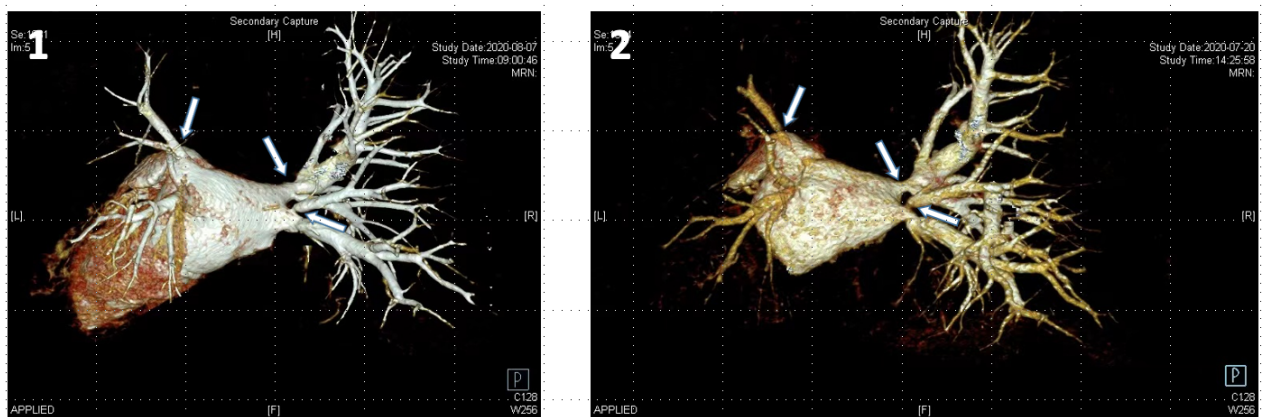 1
Secondary Capture
[H]
Im:5
Study Date:2020-08-07
Study Time:09:00:46
MRN:
[L]
[R]
P
C128
W256
APPLIED
[F]
2
Secondary Capture
[H]
Im:5
Study Date:2020-07-20
Study Time:14:25:58
MRN:
[L]
[R]
P
C128
W256
APPLIED
[F]